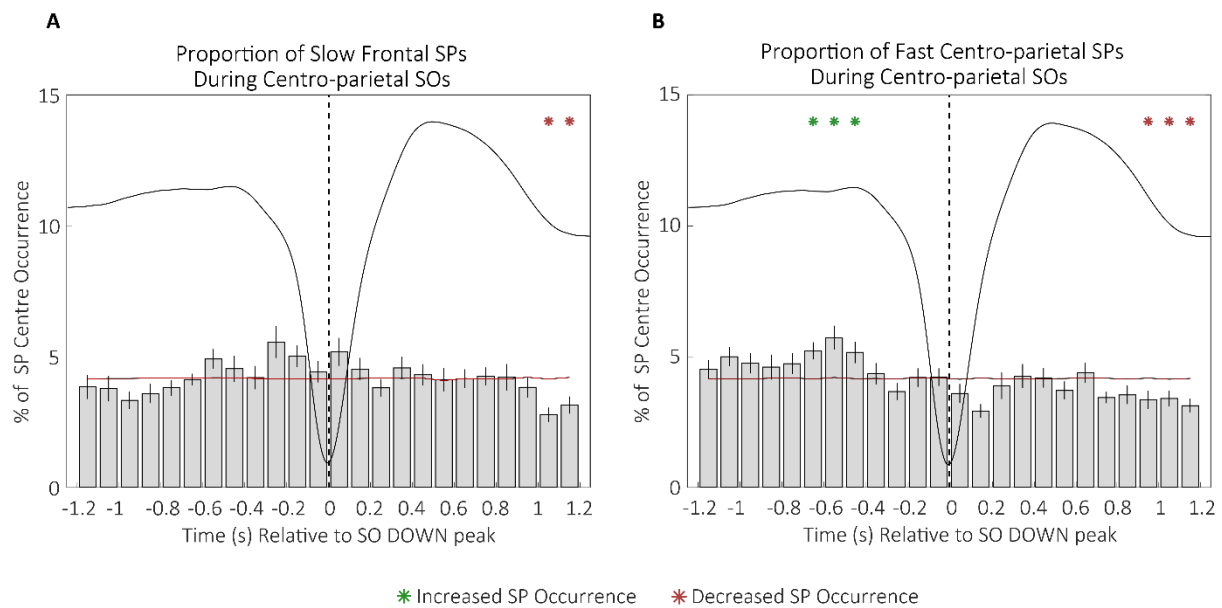 A
Proportion of Slow Frontal SPs
During Centro-parietal SOs
15
10
5
0
% of SP Centre Occurrence
-1.2 -1 -0.8 -0.6 -0.4 -0.2 0 0.2 0.4 0.6 0.8 1 1.2
Time (s) Relative to SO DOWN peak
B
Proportion of Fast Centro-parietal SPs
During Centro-parietal SOs
15
10
5
0
% of SP Centre Occurrence
-1.2 -1 -0.8 -0.6 -0.4 -0.2 0 0.2 0.4 0.6 0.8 1 1.2
Time (s) Relative to SO DOWN peak
* Increased SP Occurrence * Decreased SP Occurrence